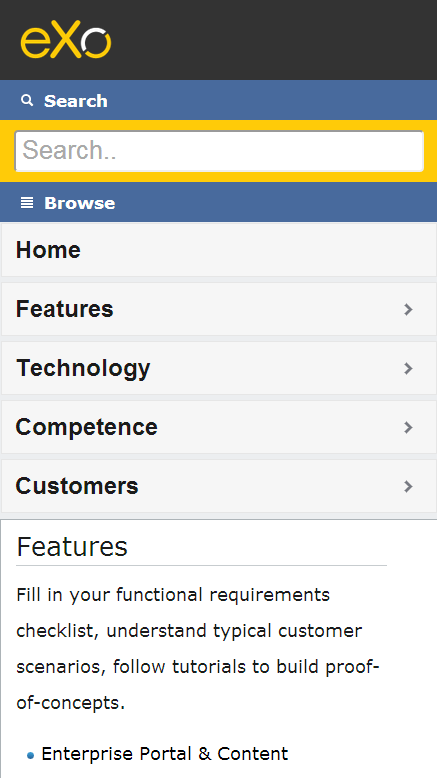 eXo
Search
Search..
Browse
Home
Features
Technology
Competence
Customers
Features
Fill in your functional requirements
checklist, understand typical customer
scenarios, follow tutorials to build proof-
of-concepts.
Enterprise Portal & Content